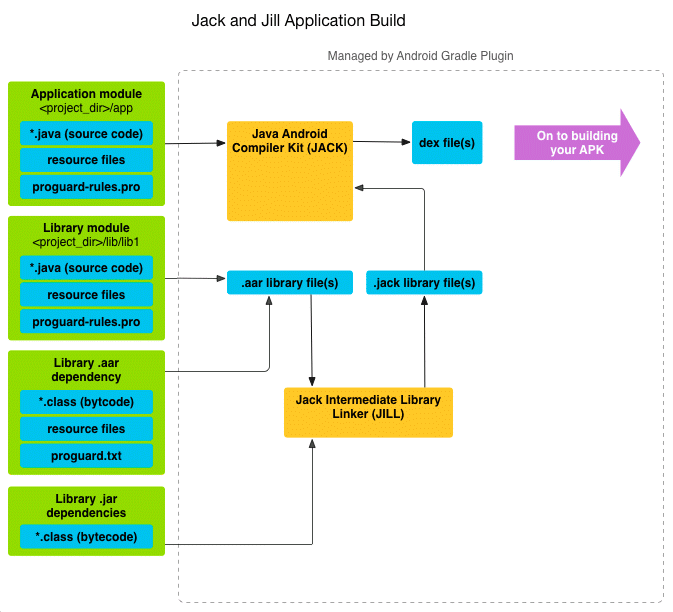 Jack and Jill Application Build
Managed by Android Gradle Plugin
Application module
<project_dir>/app
*.java (source code)
resource files
proguard-rules.pro
Java Android
Compiler Kit (JACK)
dex file(s)
On to building
your APK
Library module
<project_dir>/lib/lib1
*.java (source code)
resource files
proguard-rules.pro
.aar library file(s)
.jack library file(s)
Library .aar
dependency
*.class (bytcode)
resource files
proguard.txt
Jack Intermediate Library
Linker (JILL)
Library .jar
dependencies
*.class (bytecode)